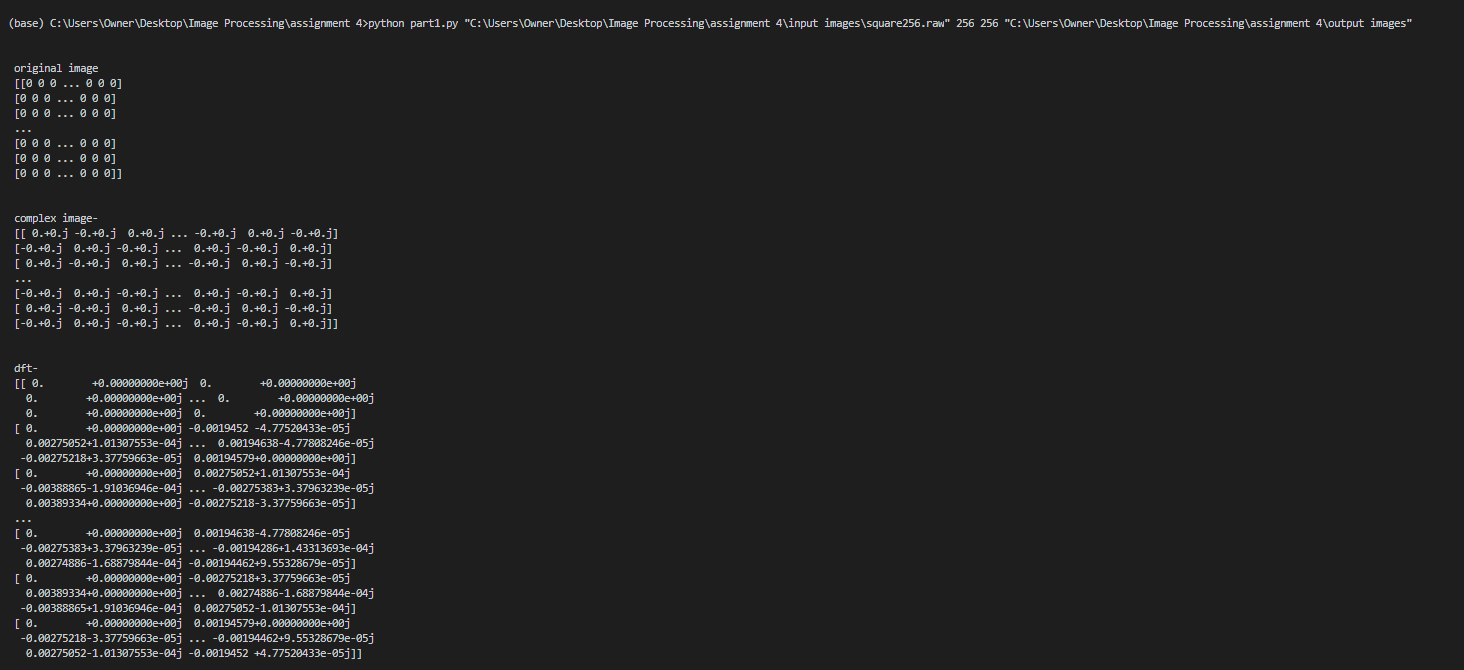 (base) C:\Users\Owner\Desktop\Image Processing\assignment 4>python part1.py "C:\Users\Owner\Desktop\Image Processing\assignment 4\input images\square256.raw" 256 256 "C:\Users\Owner\Desktop\Image Processing\assignment 4\output images"
original image
[[0 0 0 ... 0 0 0]
[0 0 0 ... 0 0 0]
[0 0 0 ... 0 0 0]
...
[0 0 0 ... 0 0 0]
[0 0 0 ... 0 0 0]
[0 0 0 ... 0 0 0]]
complex image-
[[ 0.+0.j -0.+0.j  0.+0.j ... -0.+0.j  0.+0.j -0.+0.j]
[-0.+0.j  0.+0.j -0.+0.j ...  0.+0.j -0.+0.j  0.+0.j]
[ 0.+0.j -0.+0.j  0.+0.j ... -0.+0.j  0.+0.j -0.+0.j]
...
[-0.+0.j  0.+0.j -0.+0.j ...  0.+0.j -0.+0.j  0.+0.j]
[ 0.+0.j -0.+0.j  0.+0.j ... -0.+0.j  0.+0.j -0.+0.j]
[-0.+0.j  0.+0.j -0.+0.j ...  0.+0.j -0.+0.j  0.+0.j]]
dft-
[[ 0.        +0.00000000e+00j  0.        +0.00000000e+00j
0.        +0.00000000e+00j ...  0.        +0.00000000e+00j
0.        +0.00000000e+00j  0.        +0.00000000e+00j]
[ 0.        +0.00000000e+00j -0.0019452 -4.77520433e-05j
0.00275052+1.01307553e-04j ...  0.00194638-4.77808246e-05j
-0.00275218+3.37759663e-05j  0.00194579+0.00000000e+00j]
[ 0.        +0.00000000e+00j  0.00275052+1.01307553e-04j
-0.00388865-1.91036946e-04j ... -0.00275383+3.37963239e-05j
0.00389334+0.00000000e+00j -0.00275218-3.37759663e-05j]
...
[ 0.        +0.00000000e+00j  0.00194638-4.77808246e-05j
-0.00275383+3.37963239e-05j ... -0.00194286+1.43313693e-04j
0.00274886-1.68879844e-04j -0.00194462+9.55328679e-05j]
[ 0.        +0.00000000e+00j -0.00275218+3.37759663e-05j
0.00389334+0.00000000e+00j ...  0.00274886-1.68879844e-04j
-0.00388865+1.91036946e-04j  0.00275052-1.01307553e-04j]
[ 0.        +0.00000000e+00j  0.00194579+0.00000000e+00j
-0.00275218-3.37759663e-05j ... -0.00194462+9.55328679e-05j
0.00275052-1.01307553e-04j -0.0019452 +4.77520433e-05j]]